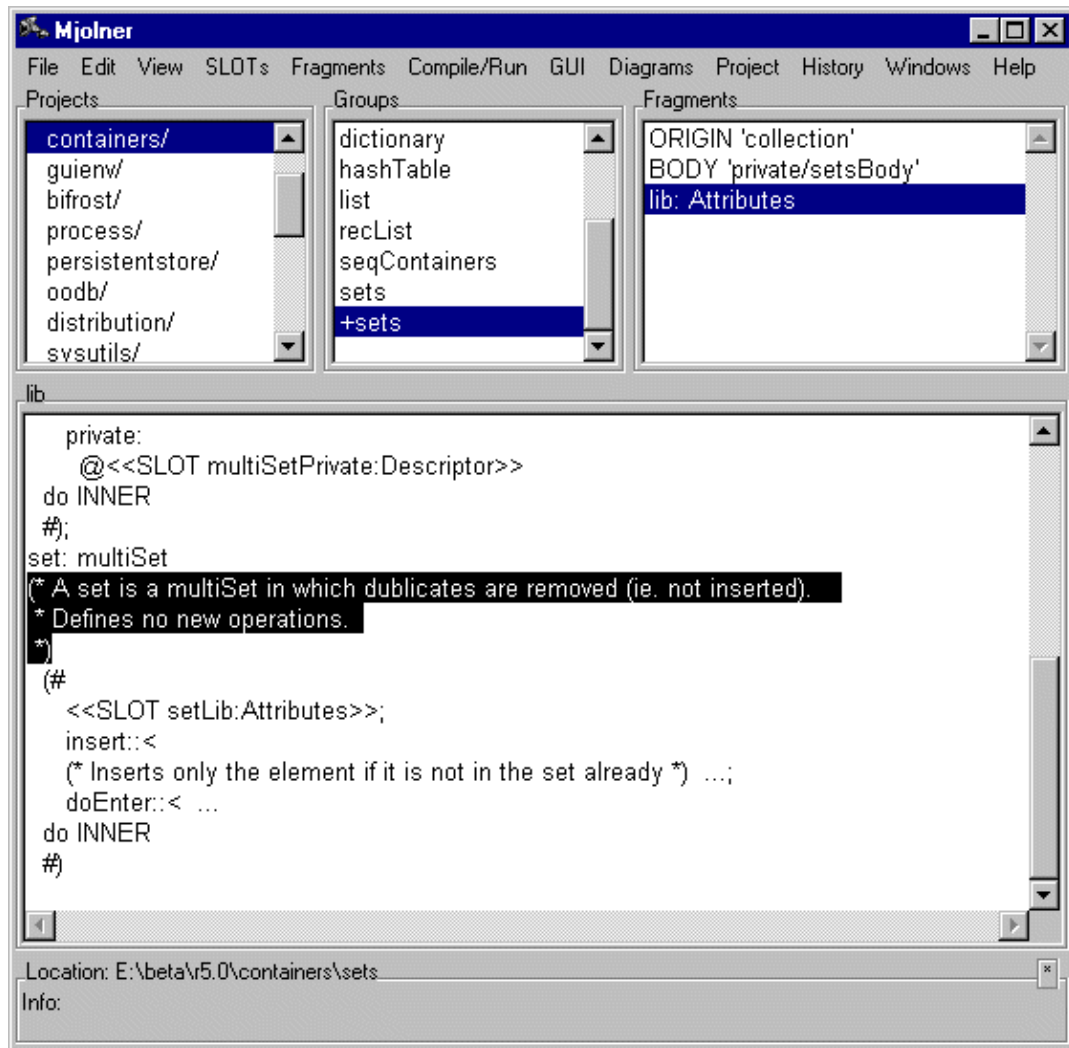 Mjolner
File Edit View SLOTs Fragments Compile/Run GUI Diagrams Project History Windows Help
Projects
containers/
guienv/
bifrost/
process/
persistentstore/
oodb/
distribution/
sysutils/
Groups
dictionary
hashTable
list
recList
seqContainers
sets
+sets
Fragments
ORIGIN 'collection'
BODY 'private/setsBody'
lib: Attributes
lib
private:
@<<SLOT multiSetPrivate:Descriptor>>
do INNER
#);
set: multiSet
(* A set is a multiSet in which dublicates are removed (ie. not inserted).
* Defines no new operations.
*)
(#
<<SLOT setLib:Attributes>>;
insert::<
(* Inserts only the element if it is not in the set already *) ...;
doEnter::< ...
do INNER
#)
Location: E:\beta\r5.0\containers\sets
Info: